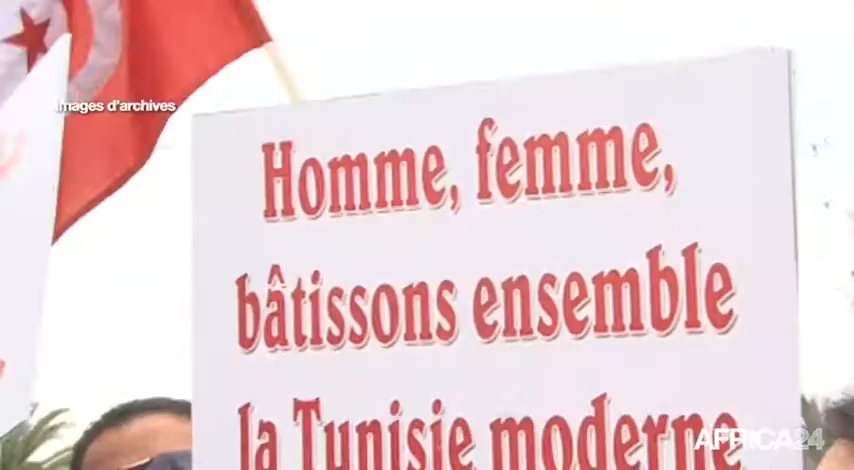 Images d'archives
Homme, femme,
bâtissons ensemble
la Tunisie moderne
AFRICA24